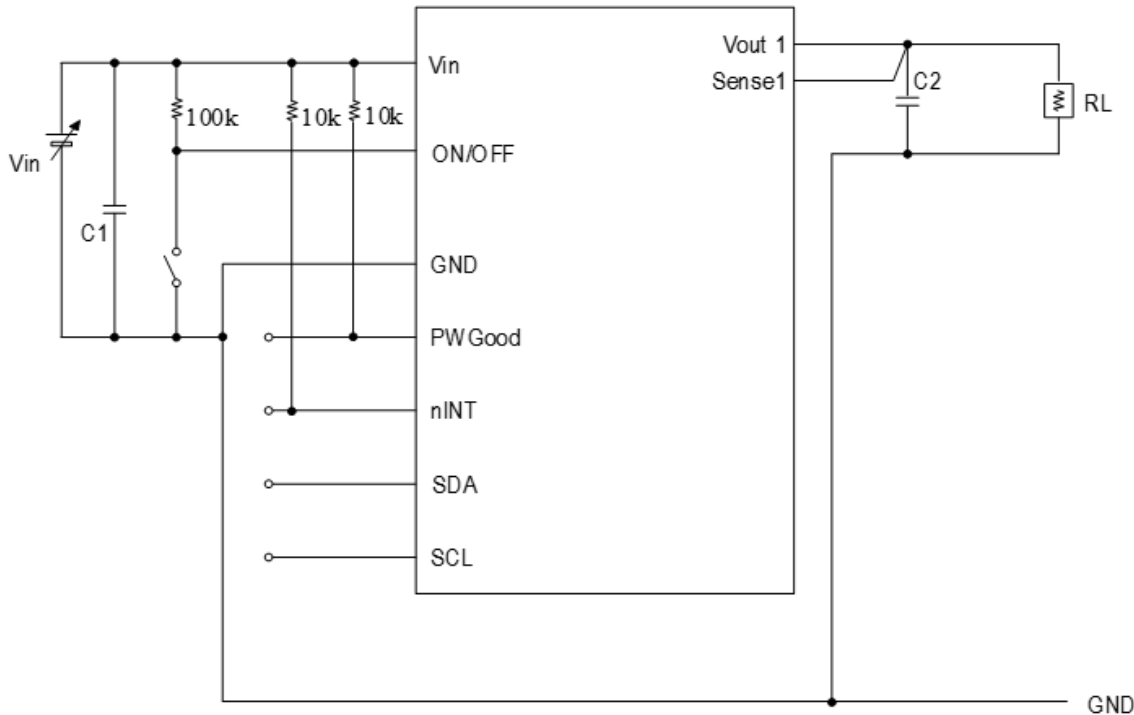 Vout 1
Vin
Sense1
C2
RL
100k
10k
10k
ON/OFF
Vin
C1
GND
PWGood
nINT
SDA
SCL
GND